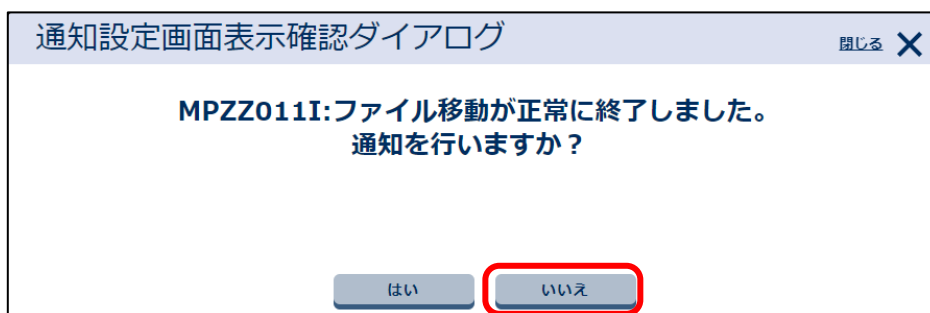 通知設定画面表示確認ダイアログ
閉じる
MPZZ011I:ファイル移動が正常に終了しました。
通知を行いますか？
はい
いいえ